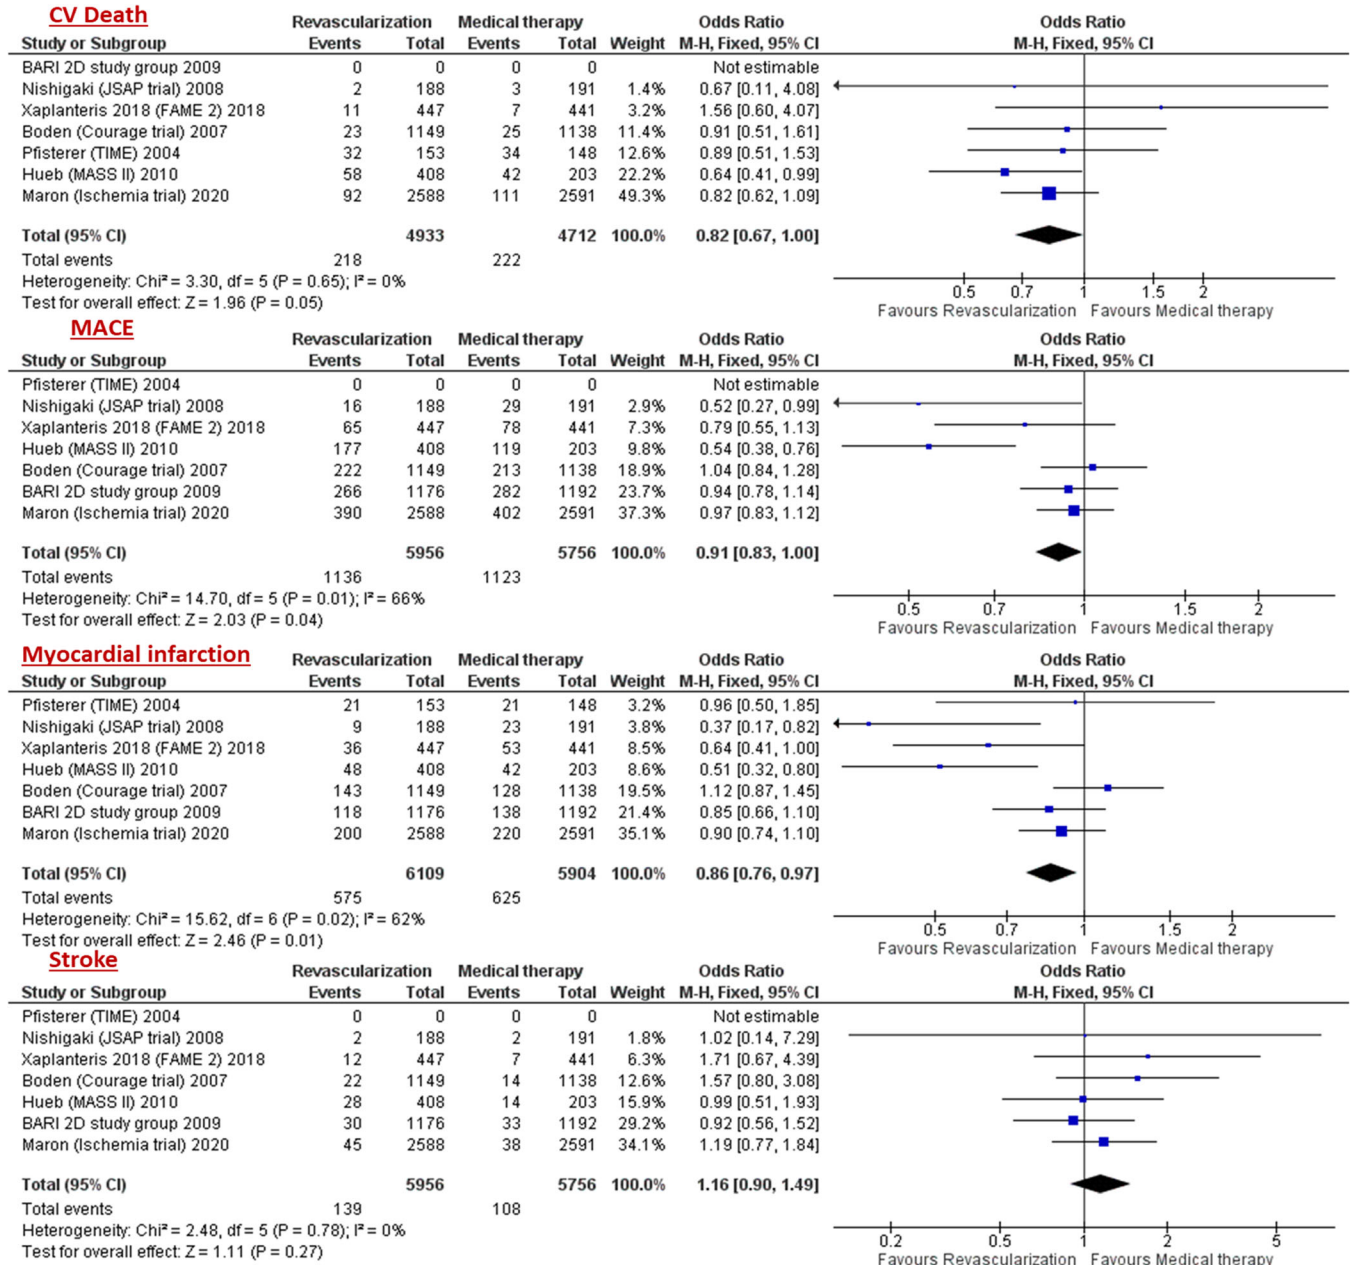 CV Death
Revascularization Medical therapy Odds Ratio Odds Ratio
Study or Subgroup Events Total Events Total Weight M-H, Fixed, 95% CI M-H, Fixed, 95% CI
BARI 2D study group 2009 0 0 0 0 Not estimable
Nishigaki (JSAP trial) 2008 2 188 3 191 1.4% 0.67 [0.11, 4.08]
Xaplanteris 2018 (FAME 2) 2018 11 447 7 441 3.2% 1.56 [0.60, 4.07]
Boden (Courage trial) 2007 23 1149 25 1138 11.4% 0.91 [0.51, 1.61]
Pfisterer (TIME) 2004 32 153 34 148 12.6% 0.89 [0.51, 1.53]
Hueb (MASS II) 2010 58 408 42 203 22.2% 0.64 [0.41, 0.99]
Maron (Ischemia trial) 2020 92 2588 111 2591 49.3% 0.82 [0.62, 1.09]
Total (95% CI) 4933 4712 100.0% 0.82 [0.67, 1.00]
Total events 218 222
Heterogeneity: Chi² = 3.30, df = 5 (P = 0.65); I² = 0%
Test for overall effect: Z = 1.96 (P = 0.05)
0.5 0.7 1 1.5 2
Favours Revascularization Favours Medical therapy
MACE
Revascularization Medical therapy Odds Ratio Odds Ratio
Study or Subgroup Events Total Events Total Weight M-H, Fixed, 95% CI M-H, Fixed, 95% CI
Pfisterer (TIME) 2004 0 0 0 0 Not estimable
Nishigaki (JSAP trial) 2008 16 188 29 191 2.9% 0.52 [0.27, 0.99]
Xaplanteris 2018 (FAME 2) 2018 65 447 78 441 7.3% 0.79 [0.55, 1.13]
Hueb (MASS II) 2010 177 408 119 203 9.8% 0.54 [0.38, 0.76]
Boden (Courage trial) 2007 222 1149 213 1138 18.9% 1.04 [0.84, 1.28]
BARI 2D study group 2009 266 1176 282 1192 23.7% 0.94 [0.78, 1.14]
Maron (Ischemia trial) 2020 390 2588 402 2591 37.3% 0.97 [0.83, 1.12]
Total (95% CI) 5956 5756 100.0% 0.91 [0.83, 1.00]
Total events 1136 1123
Heterogeneity: Chi² = 14.70, df = 5 (P = 0.01); I² = 66%
Test for overall effect: Z = 2.03 (P = 0.04)
0.5 0.7 1 1.5 2
Favours Revascularization Favours Medical therapy
Myocardial infarction
Revascularization Medical therapy Odds Ratio Odds Ratio
Study or Subgroup Events Total Events Total Weight M-H, Fixed, 95% CI M-H, Fixed, 95% CI
Pfisterer (TIME) 2004 21 153 21 148 3.2% 0.96 [0.50, 1.85]
Nishigaki (JSAP trial) 2008 9 188 23 191 3.8% 0.37 [0.17, 0.82]
Xaplanteris 2018 (FAME 2) 2018 36 447 53 441 8.5% 0.64 [0.41, 1.00]
Hueb (MASS II) 2010 48 408 42 203 8.6% 0.51 [0.32, 0.80]
Boden (Courage trial) 2007 143 1149 128 1138 19.5% 1.12 [0.87, 1.45]
BARI 2D study group 2009 118 1176 138 1192 21.4% 0.85 [0.66, 1.10]
Maron (Ischemia trial) 2020 200 2588 220 2591 35.1% 0.90 [0.74, 1.10]
Total (95% CI) 6109 5904 100.0% 0.86 [0.76, 0.97]
Total events 575 625
Heterogeneity: Chi² = 15.62, df = 6 (P = 0.02); I² = 62%
Test for overall effect: Z = 2.46 (P = 0.01)
0.5 0.7 1 1.5 2
Favours Revascularization Favours Medical therapy
Stroke
Revascularization Medical therapy Odds Ratio Odds Ratio
Study or Subgroup Events Total Events Total Weight M-H, Fixed, 95% CI M-H, Fixed, 95% CI
Pfisterer (TIME) 2004 0 0 0 0 Not estimable
Nishigaki (JSAP trial) 2008 2 188 2 191 1.8% 1.02 [0.14, 7.29]
Xaplanteris 2018 (FAME 2) 2018 12 447 7 441 6.3% 1.71 [0.67, 4.39]
Boden (Courage trial) 2007 22 1149 14 1138 12.6% 1.57 [0.80, 3.08]
Hueb (MASS II) 2010 28 408 14 203 15.9% 0.99 [0.51, 1.93]
BARI 2D study group 2009 30 1176 33 1192 29.2% 0.92 [0.56, 1.52]
Maron (Ischemia trial) 2020 45 2588 38 2591 34.1% 1.19 [0.77, 1.84]
Total (95% CI) 5956 5756 100.0% 1.16 [0.90, 1.49]
Total events 139 108
Heterogeneity: Chi² = 2.48, df = 5 (P = 0.78); I² = 0%
Test for overall effect: Z = 1.11 (P = 0.27)
0.2 0.5 1 2 5
Favours Revascularization Favours Medical therapy